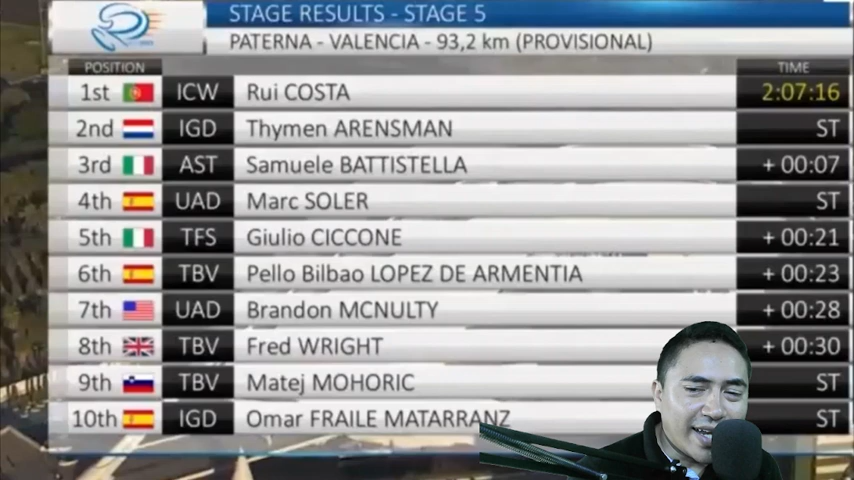 STAGE RESULTS - STAGE 5
PATERNA - VALENCIA - 93,2 km (PROVISIONAL)
POSITION TIME
1st ICW Rui COSTA 2:07:16
2nd IGD Thymen ARENSMAN ST
3rd AST Samuele BATTISTELLA + 00:07
4th UAD Marc SOLER ST
5th TFS Giulio CICCONE + 00:21
6th TBV Pello Bilbao LOPEZ DE ARMENTIA + 00:23
7th UAD Brandon MCNULTY + 00:28
8th TBV Fred WRIGHT + 00:30
9th TBV Matej MOHORIC ST
10th IGD Omar FRAILE MATARRANZ ST